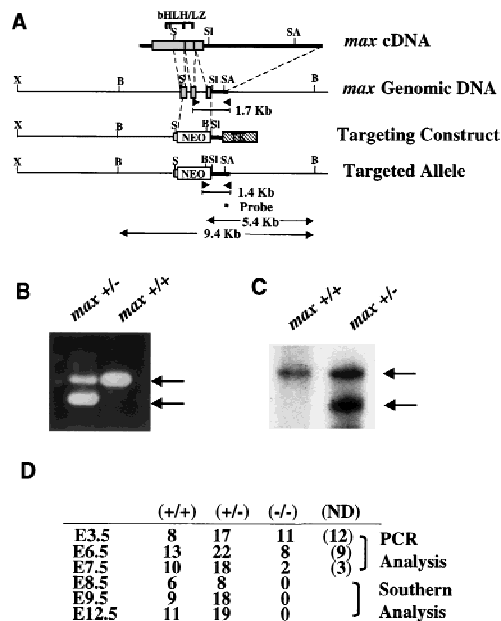 A
bHLH/LZ
S SI SA
max cDNA
X B SI SA B
max Genomic DNA
1.7 Kb
B S B SI
NEO
Targeting Construct
X B S B SI SA B
NEO
Targeted Allele
1.4 Kb
Probe
5.4 Kb
9.4 Kb
B
max +/-
max +/+
C
max +/+
max +/-
D
(+/+) (+/-) (-/-) (ND)
E3.5 8 17 11 (12)
E6.5 13 22 8 (9)
E7.5 10 18 2 (3)
PCR
Analysis
E8.5 6 8 0
E9.5 9 18 0
E12.5 11 19 0
Southern
Analysis